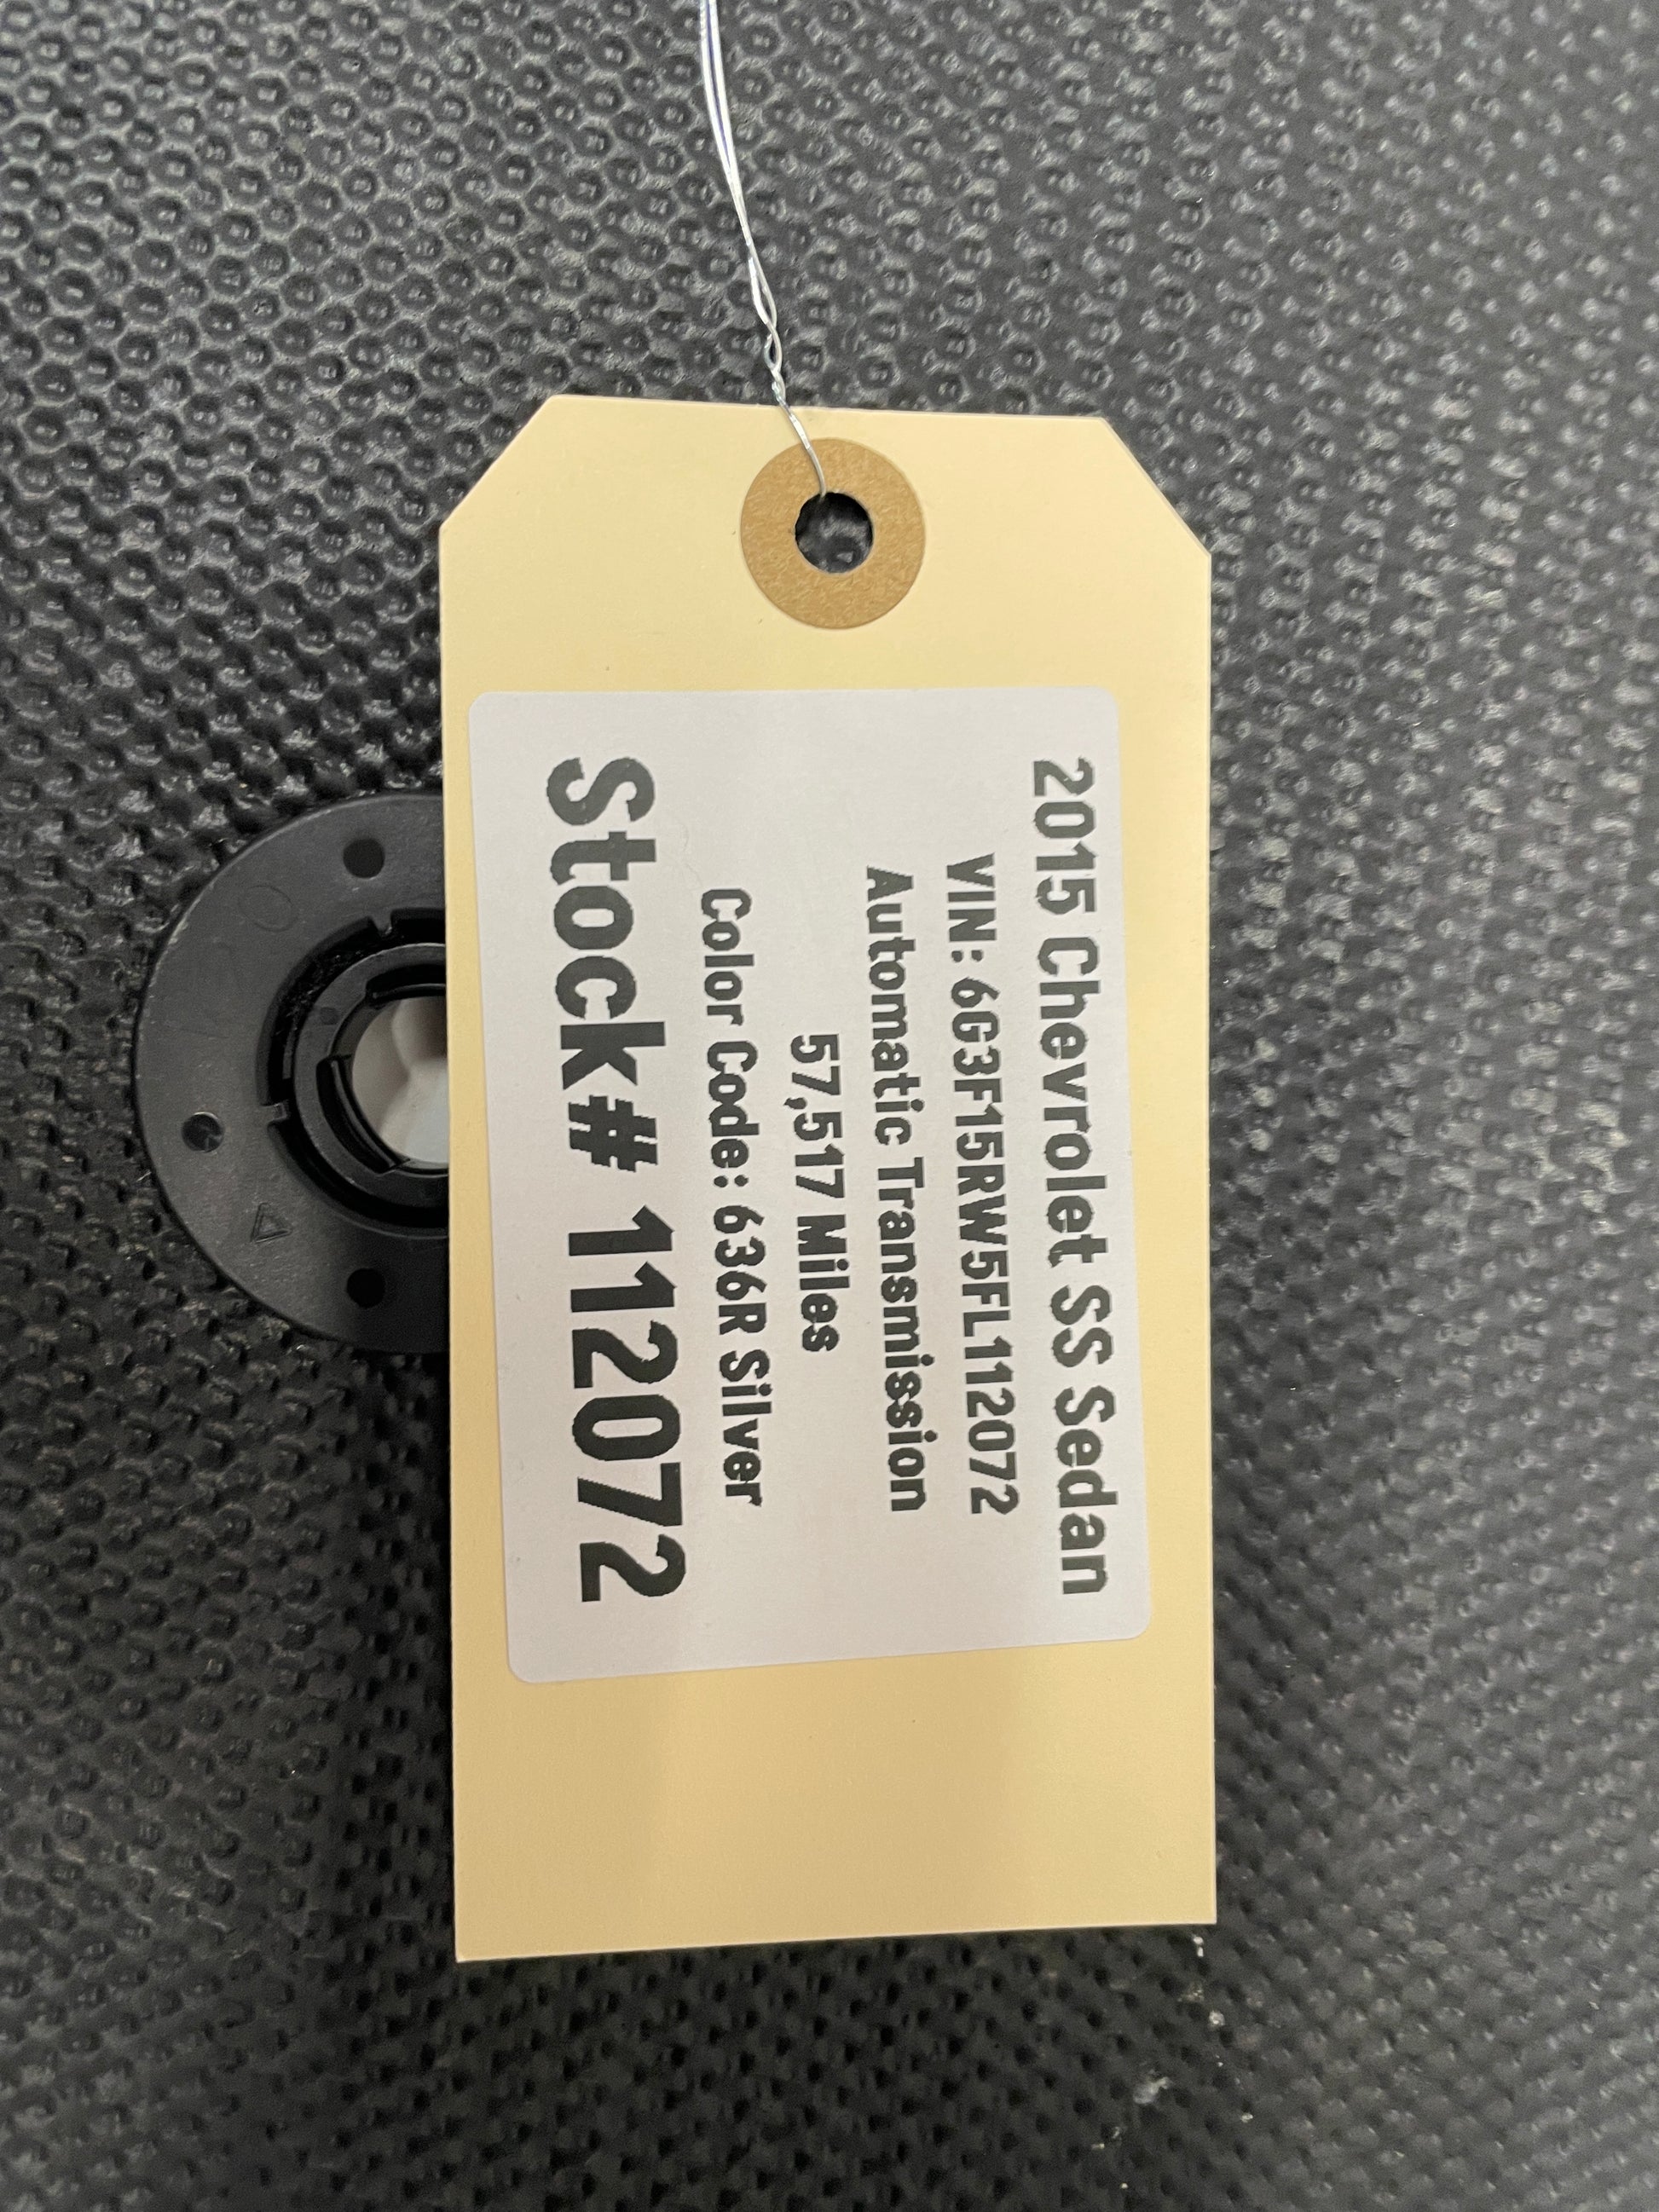 2015 Chevrolet SS Sedan
VIN: 6G3F15RW5FL112072
Automatic Transmission
57,517 Miles
Color Code: 636R Silver
Stock# 112072